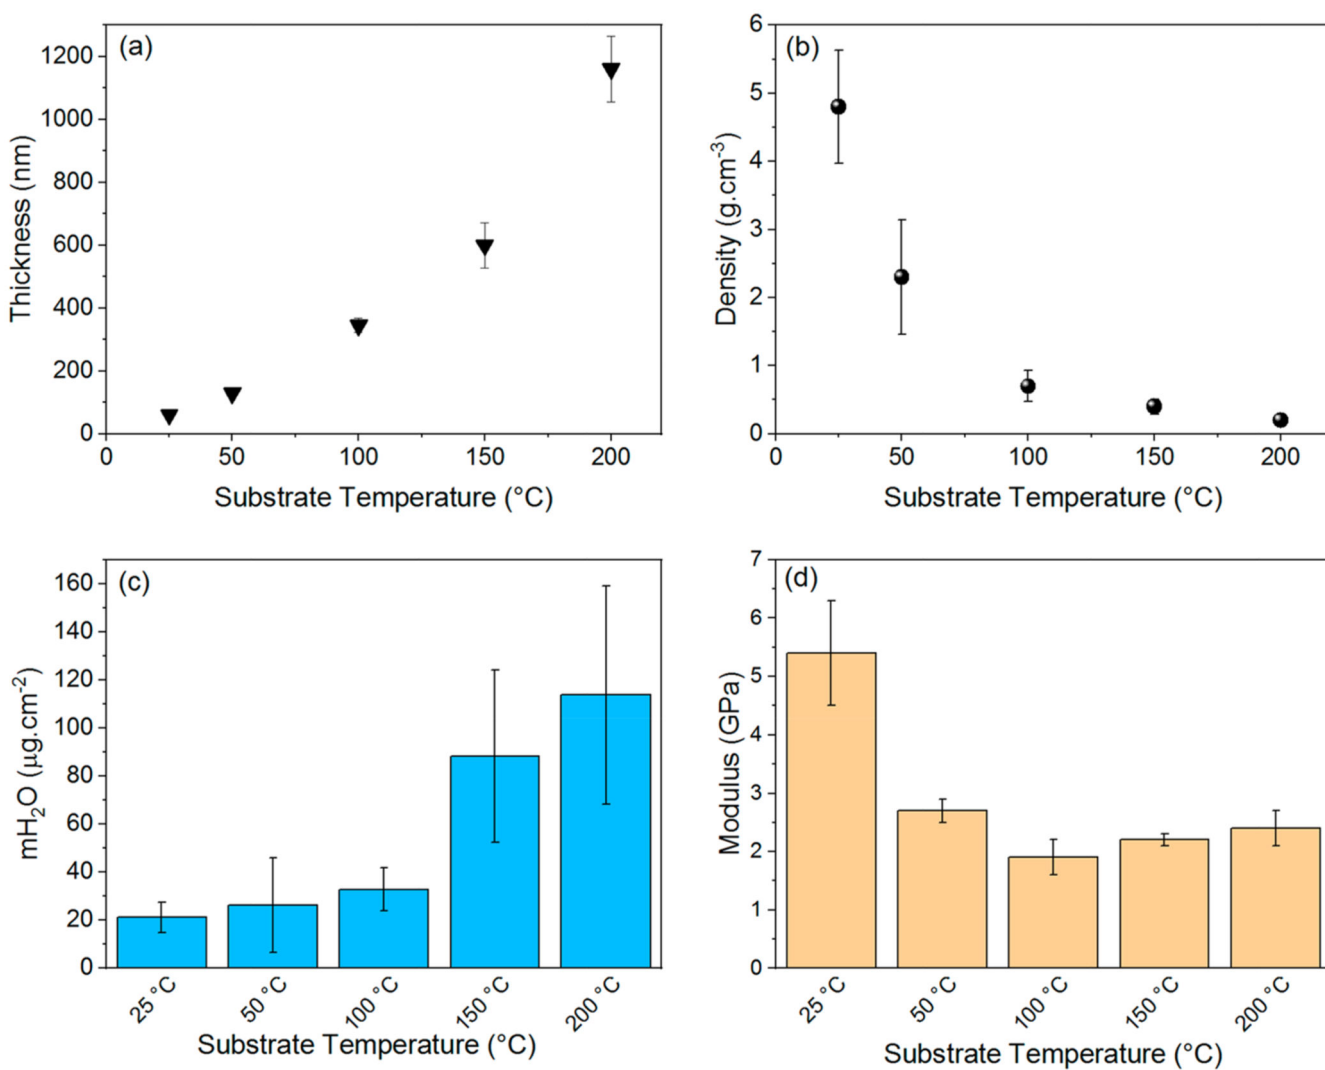 (a)
1200
1000
800
600
400
200
0
Thickness (nm)
0 50 100 150 200
Substrate Temperature (°C)
(b)
6
5
4
3
2
1
0
Density (g.cm⁻³)
0 50 100 150 200
Substrate Temperature (°C)
(c)
160
140
120
100
80
60
40
20
0
mH₂O (μg.cm⁻²)
25 °C 50 °C 100 °C 150 °C 200 °C
Substrate Temperature (°C)
(d)
7
6
5
4
3
2
1
0
Modulus (GPa)
25 °C 50 °C 100 °C 150 °C 200 °C
Substrate Temperature (°C)